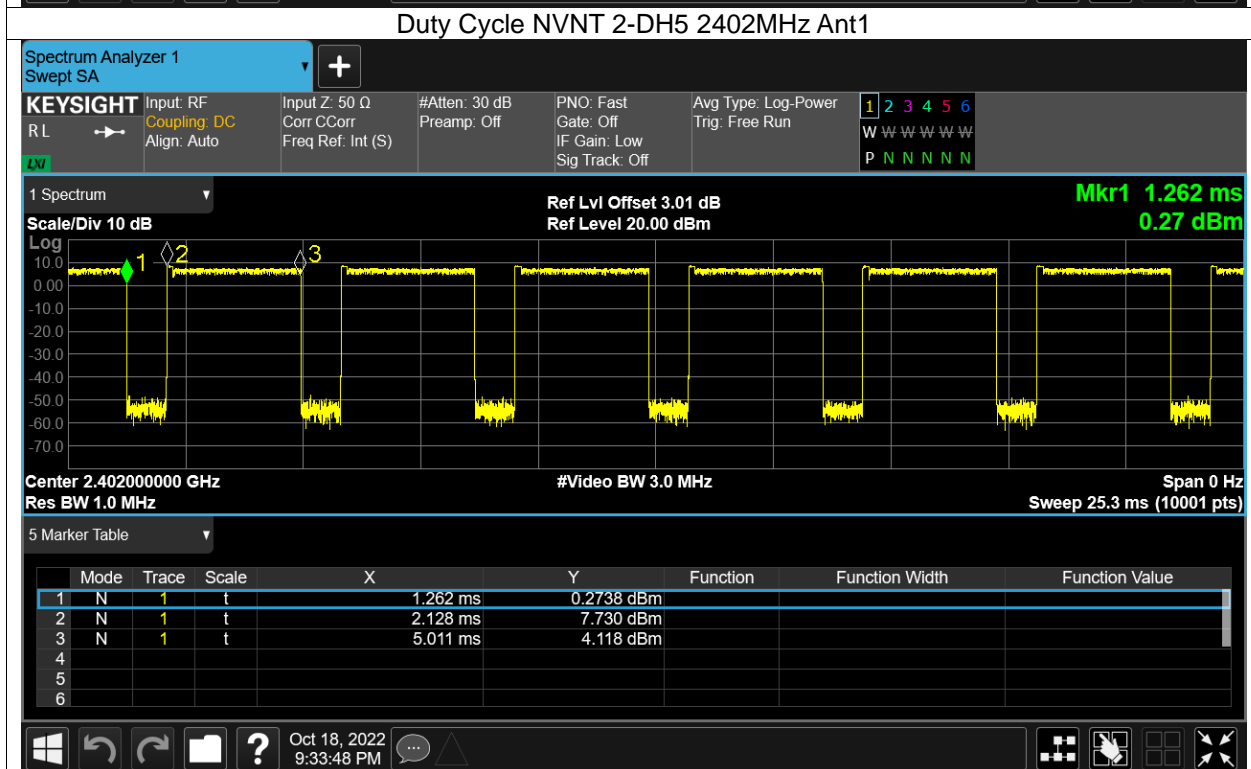 Duty Cycle NVNT 2-DH5 2402MHz Ant1
Spectrum Analyzer 1
Swept SA
KEYSIGHT
R L
LXI
Input: RF
Coupling: DC
Align: Auto
Input Z: 50 Ω
Corr CCorr
Freq Ref: Int (S)
#Atten: 30 dB
Preamp: Off
PNO: Fast
Gate: Off
IF Gain: Low
Sig Track: Off
Avg Type: Log-Power
Trig: Free Run
1 2 3 4 5 6
W W W W W W
P N N N N N
1 Spectrum
Scale/Div 10 dB
Ref Lvl Offset 3.01 dB
Ref Level 20.00 dBm
Mkr1 1.262 ms
0.27 dBm
Log
10.0
0.00
-10.0
-20.0
-30.0
-40.0
-50.0
-60.0
-70.0
1
2
3
Center 2.402000000 GHz
#Video BW 3.0 MHz
Span 0 Hz
Res BW 1.0 MHz
Sweep 25.3 ms (10001 pts)
5 Marker Table
Mode Trace Scale X Y Function Function Width Function Value
1 N 1 t 1.262 ms 0.2738 dBm
2 N 1 t 2.128 ms 7.730 dBm
3 N 1 t 5.011 ms 4.118 dBm
4
5
6
?
Oct 18, 2022
9:33:48 PM